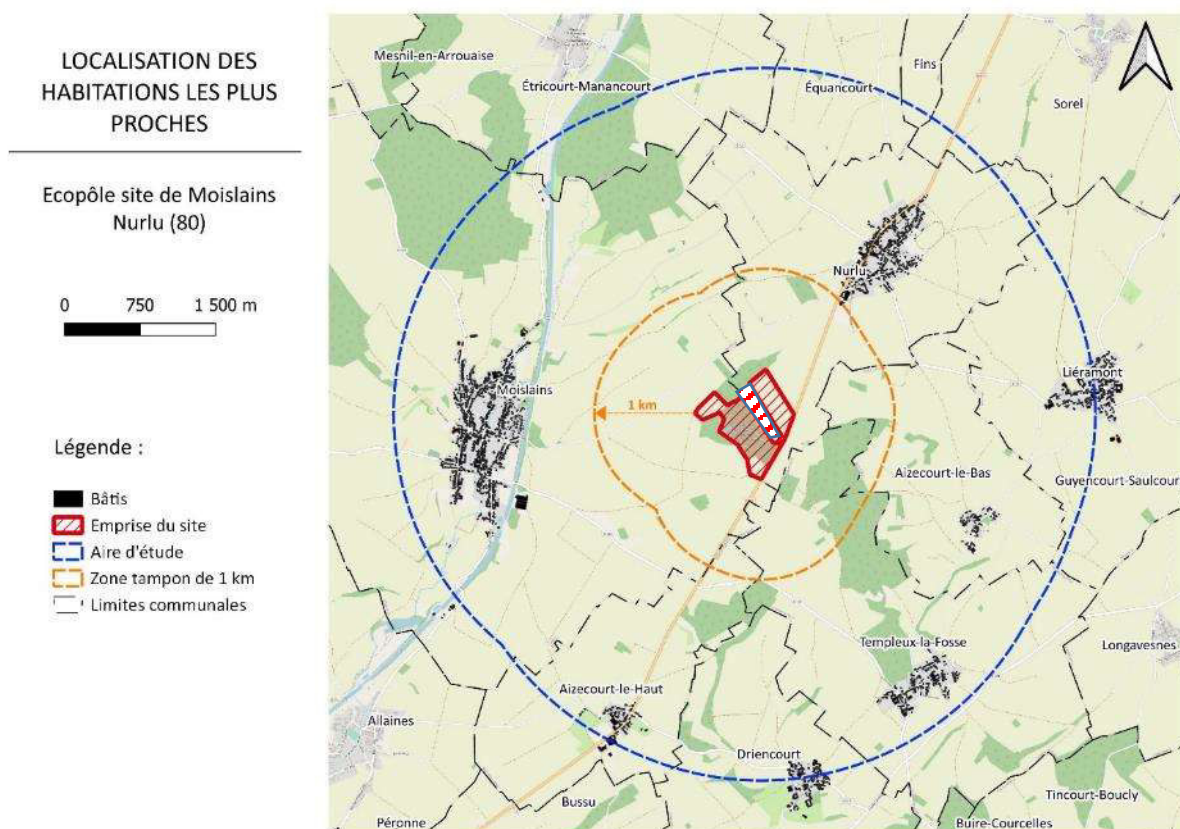 LOCALISATION DES
HABITATIONS LES PLUS
PROCHES
Ecopôle site de Moislains
Nurlu (80)
0 750 1 500 m
Légende :
Bâtis
Emprise du site
Aire d'étude
Zone tampon de 1 km
Limites communales
Mesnil-en-Arrouaise
Étricourt-Manancourt
Équancourt
Fins
Sorel
Nurlu
Moislains
1 km
Liéramont
Aizecourt-le-Bas
Guyencourt-Saulcour
Templeux-la-Fosse
Longavesnes
Aizecourt-le-Haut
Allaines
Driencourt
Bussu
Tincourt-Boucly
Péronne
Buire-Courcelles